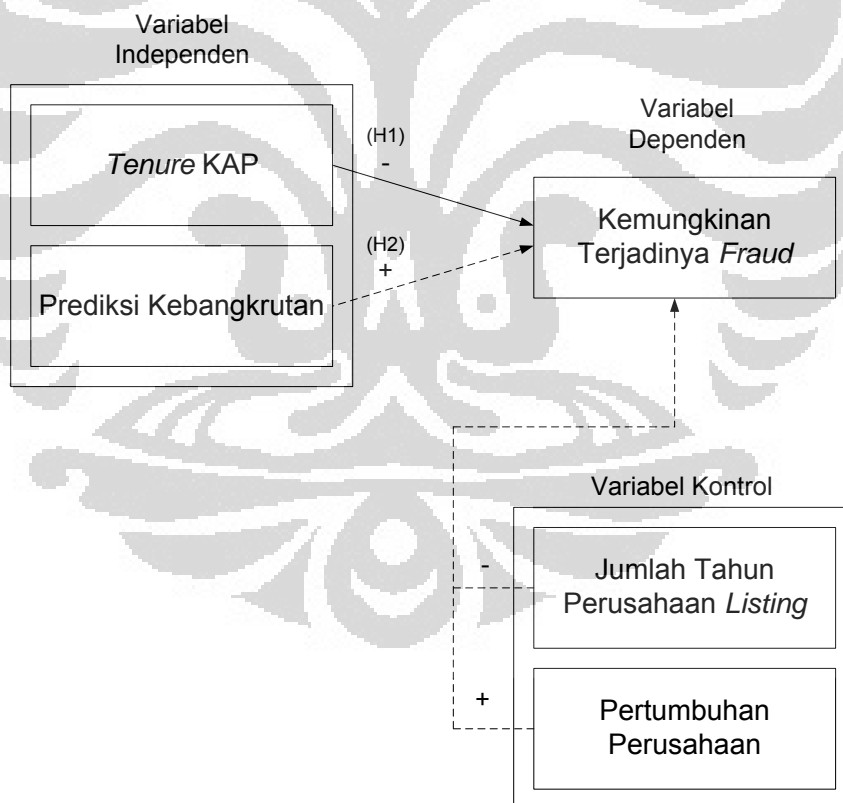 Variabel
Independen
Tenure KAP
Prediksi Kebangkrutan
(H1)
-
(H2)
+
Variabel
Dependen
Kemungkinan
Terjadinya Fraud
Variabel Kontrol
-
Jumlah Tahun
Perusahaan Listing
+
Pertumbuhan
Perusahaan